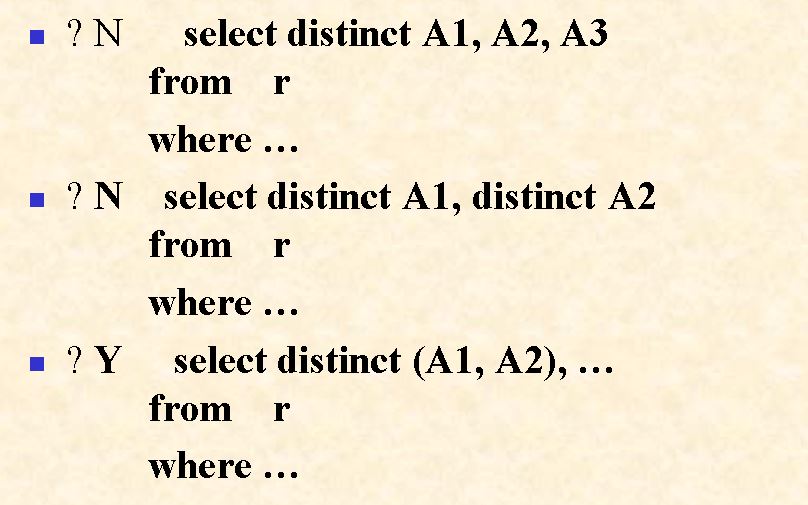 ? N select distinct A1, A2, A3
from r
where …
? N select distinct A1, distinct A2
from r
where …
? Y select distinct (A1, A2), …
from r
where …